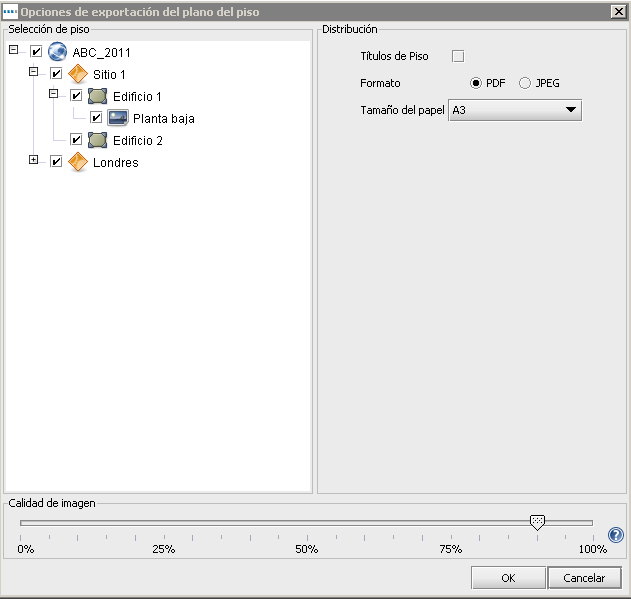 Opciones de exportación del plano del piso
Selección de piso
ABC_2011
Sitio 1
Edificio 1
Planta baja
Edificio 2
Londres
Distribución
Títulos de Piso
Formato PDF JPEG
Tamaño del papel A3
Calidad de imagen
0% 25% 50% 75% 100%
?
OK Cancelar